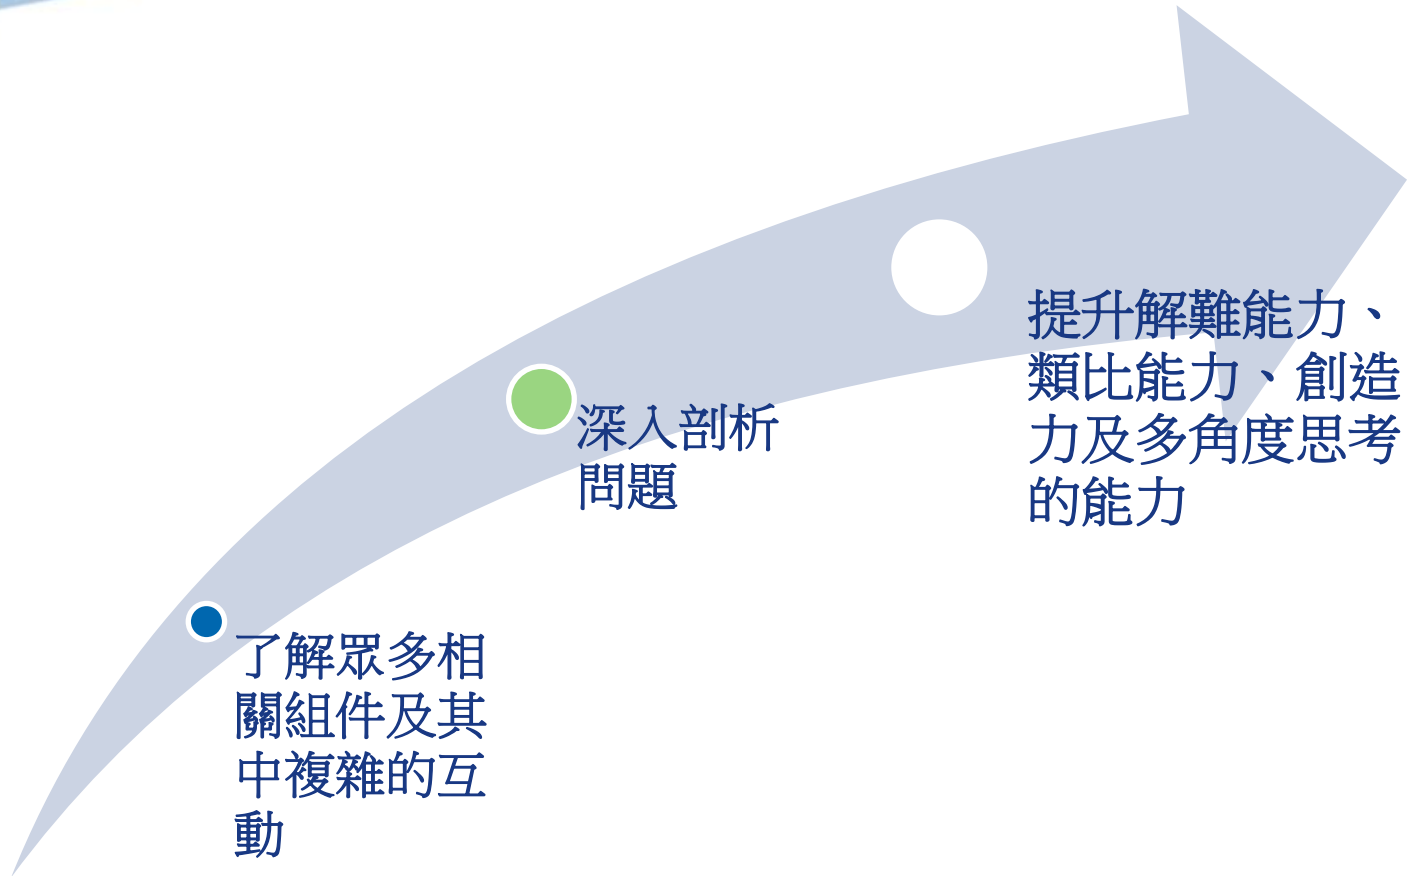 提升解難能力、
類比能力、創造
力及多角度思考
的能力
深入剖析
問題
了解眾多相
關組件及其
中複雜的互
動